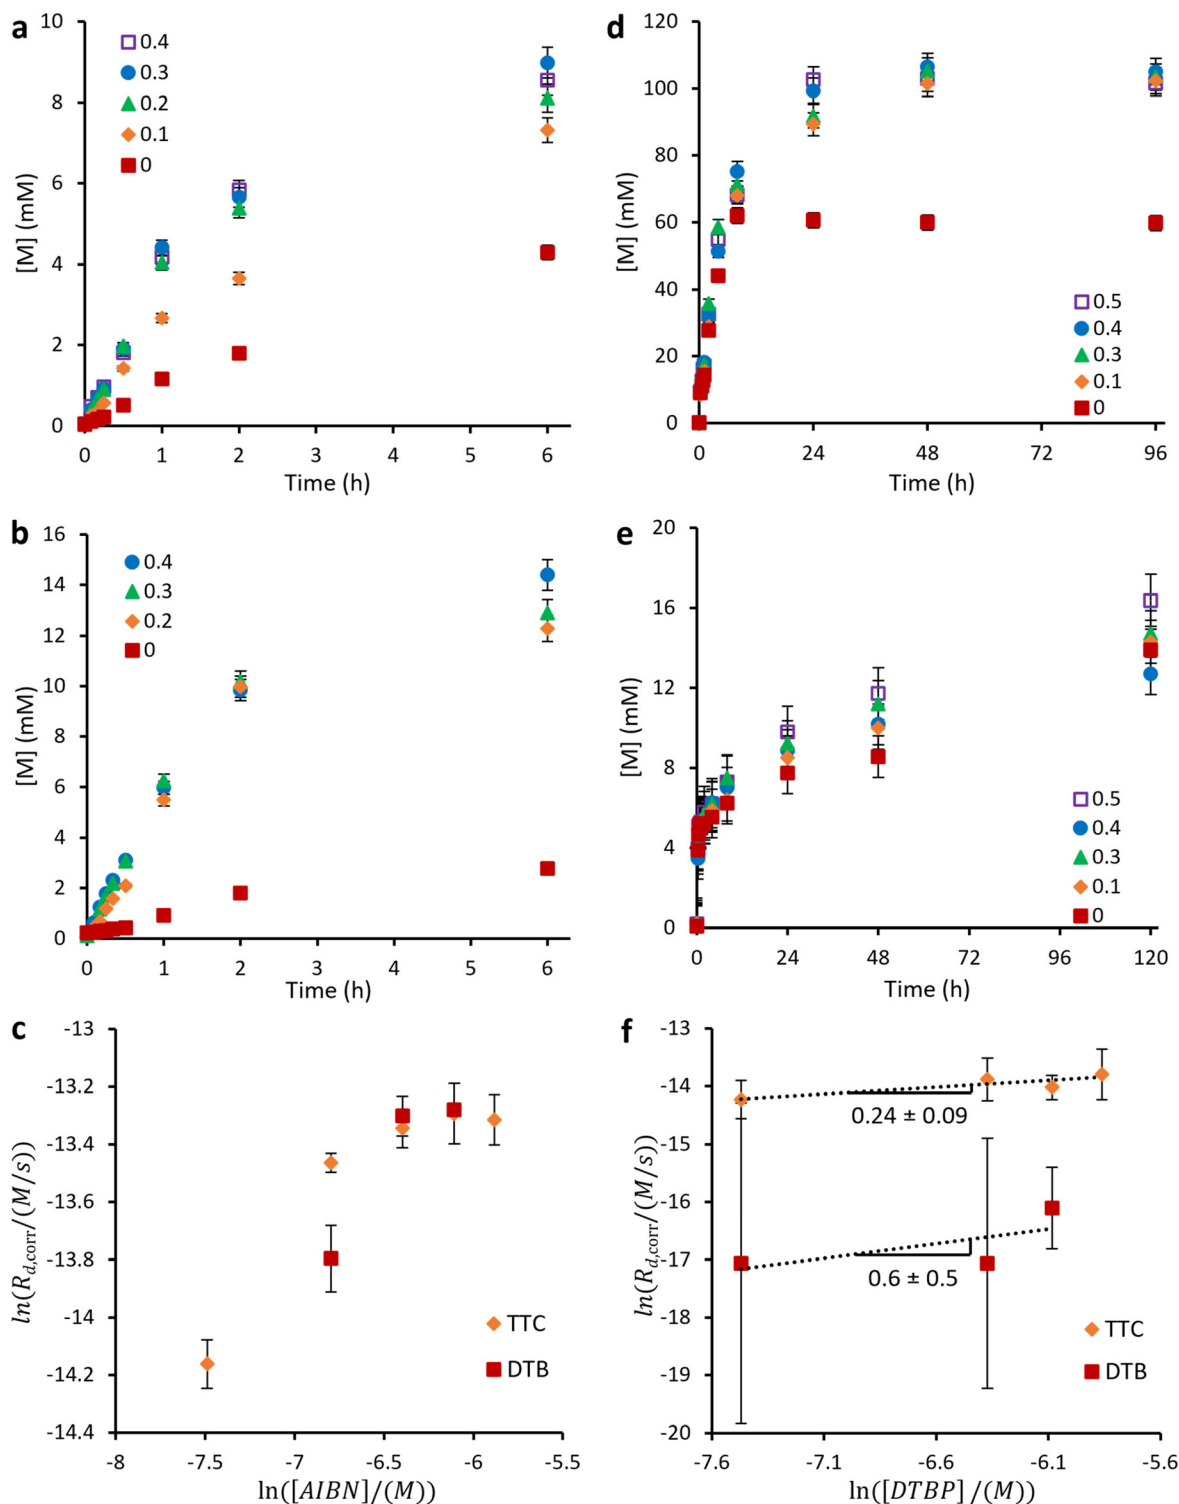 a
10
8
6
4
2
0
[M] (mM)
0.4
0.3
0.2
0.1
0
0 1 2 3 4 5 6
Time (h)
d
120
100
80
60
40
20
0
[M] (mM)
0.5
0.4
0.3
0.1
0
0 24 48 72 96
Time (h)
b
16
14
12
10
8
6
4
2
0
[M] (mM)
0.4
0.3
0.2
0
0 1 2 3 4 5 6
Time (h)
e
20
16
12
8
4
0
[M] (mM)
0.5
0.4
0.3
0.1
0
0 24 48 72 96 120
Time (h)
c
-13
-13.2
-13.4
-13.6
-13.8
-14
-14.2
-14.4
ln(R_{d,corr}/(M/s))
TTC
DTB
-8 -7.5 -7 -6.5 -6 -5.5
ln([AIBN]/(M))
f
-13
-14
-15
-16
-17
-18
-19
-20
ln(R_{d,corr}/(M/s))
0.24 ± 0.09
0.6 ± 0.5
TTC
DTB
-7.6 -7.1 -6.6 -6.1 -5.6
ln([DTBP]/(M))